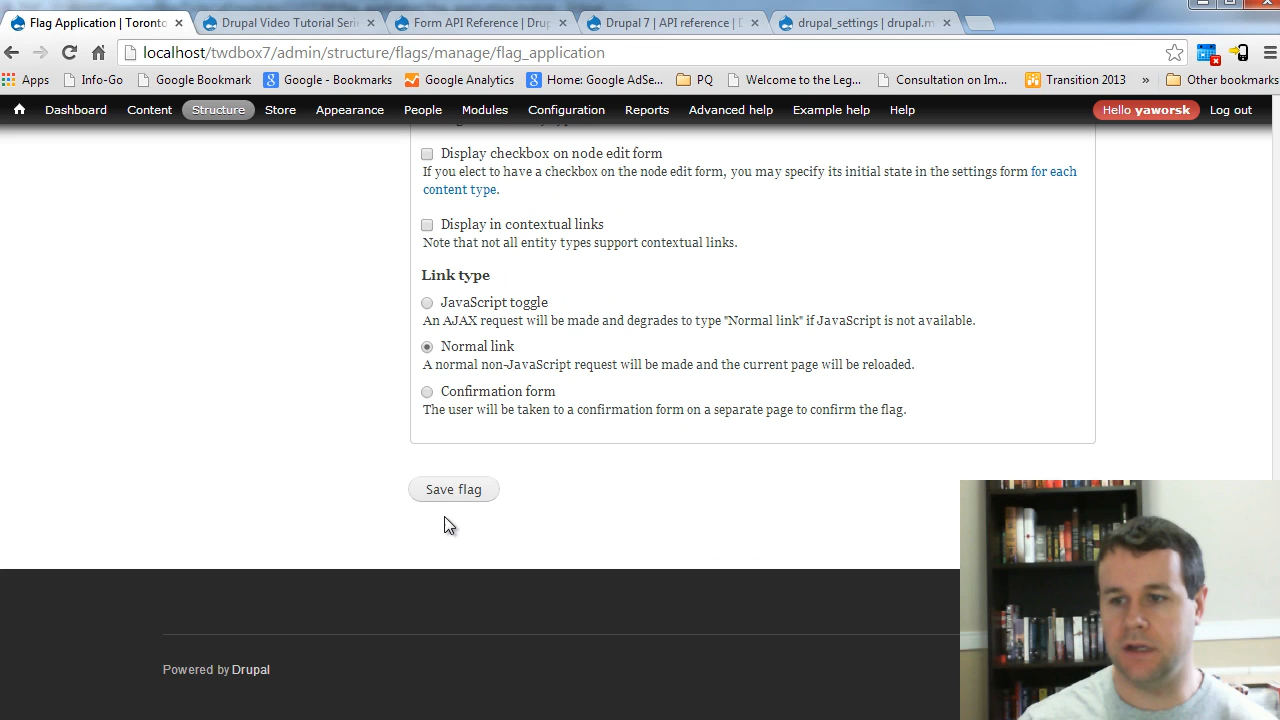 Flag Application | Toronto
Drupal Video Tutorial Serie
Form API Reference | Drup
Drupal 7 | API reference | D
drupal_settings | drupal.m
localhost/twdbox7/admin/structure/flags/manage/flag_application
Apps Info-Go Google Bookmark Google - Bookmarks Google Analytics Home: Google AdSe... PQ Welcome to the Leg... Consultation on Im... Transition 2013 » Other bookmarks
Dashboard Content Structure Store Appearance People Modules Configuration Reports Advanced help Example help Help Hello yaworsk Log out
Display checkbox on node edit form
If you elect to have a checkbox on the node edit form, you may specify its initial state in the settings form for each
content type.
Display in contextual links
Note that not all entity types support contextual links.
Link type
JavaScript toggle
An AJAX request will be made and degrades to type "Normal link" if JavaScript is not available.
Normal link
A normal non-JavaScript request will be made and the current page will be reloaded.
Confirmation form
The user will be taken to a confirmation form on a separate page to confirm the flag.
Save flag
Powered by Drupal